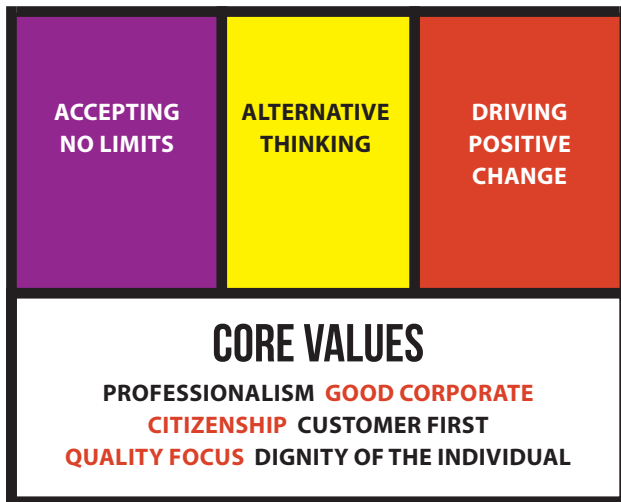 ACCEPTING
NO LIMITS
ALTERNATIVE
THINKING
DRIVING
POSITIVE
CHANGE
CORE VALUES
PROFESSIONALISM GOOD CORPORATE
CITIZENSHIP CUSTOMER FIRST
QUALITY FOCUS DIGNITY OF THE INDIVIDUAL